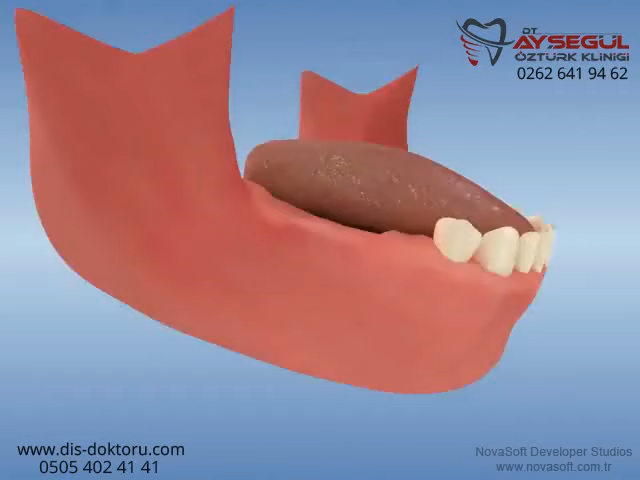 DT.
AYSEGÜL
ÖZTÜRK KLİNİĞİ
0262 641 94 62
www.dis-doktoru.com
0505 402 41 41
NovaSoft Developer Studios
www.novasoft.com.tr